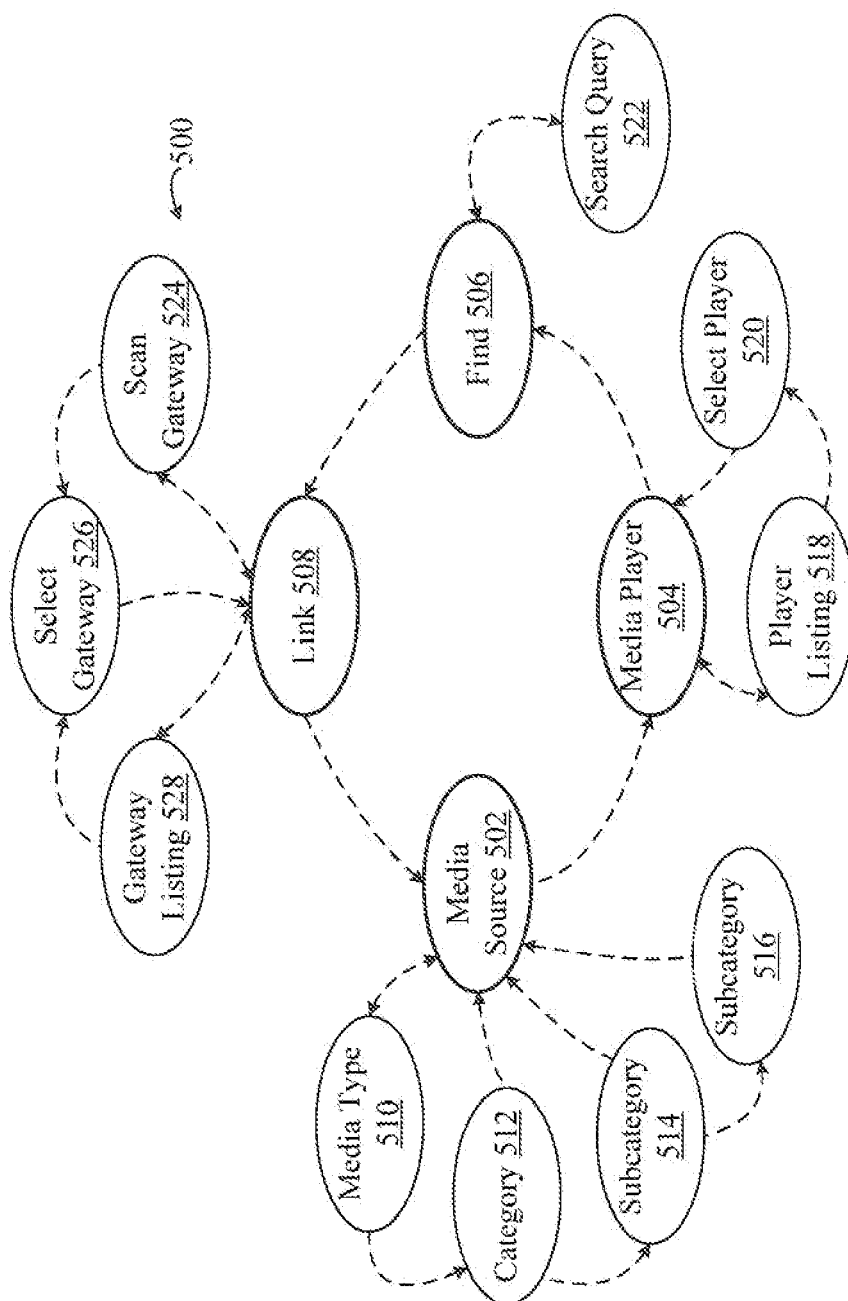 500
Scan
Gateway 524
Select
Gateway 526
Gateway
Listing 528
Link 508
Find 506
Search Query
522
Media
Source 502
Media Player
504
Media Type
510
Category 512
Subcategory
514
Subcategory
516
Player
Listing 518
Select Player
520